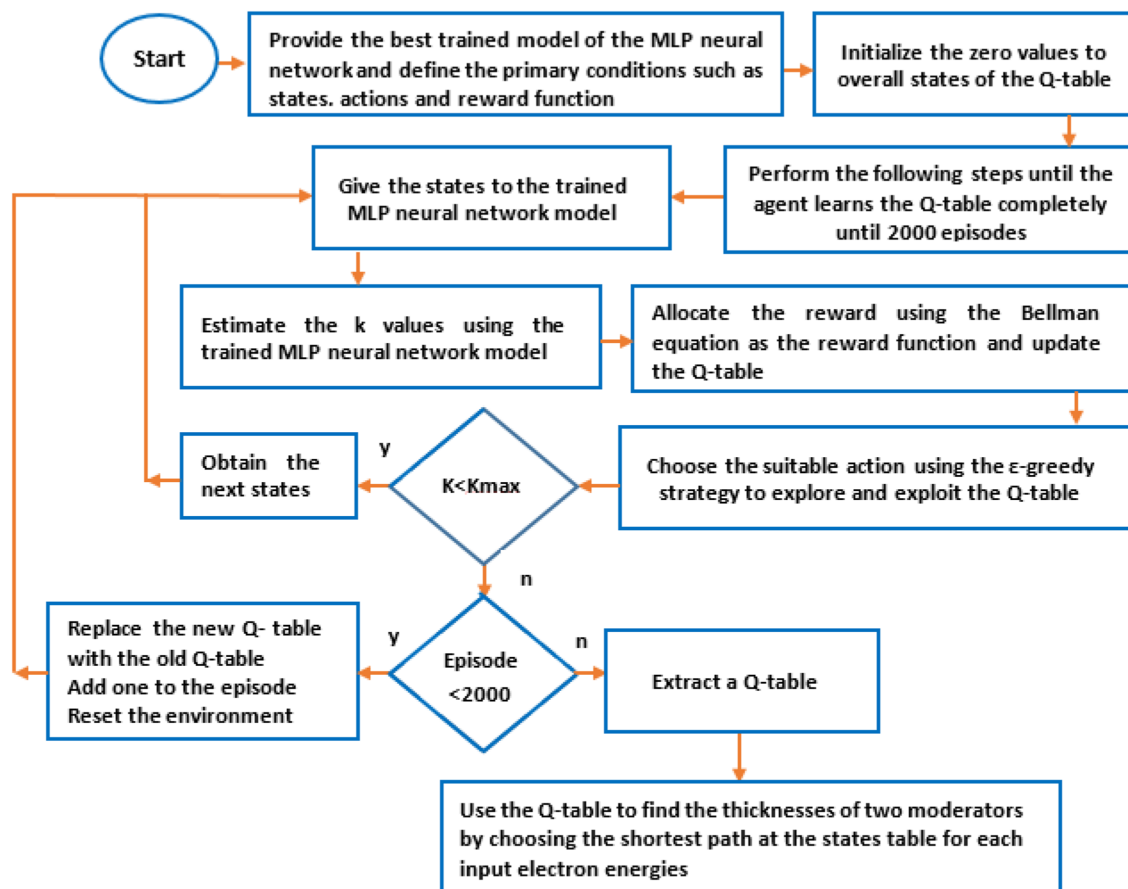 Start
Provide the best trained model of the MLP neural
network and define the primary conditions such as
states. actions and reward function
Initialize the zero values to
overall states of the Q-table
Perform the following steps until the
agent learns the Q-table completely
until 2000 episodes
Give the states to the trained
MLP neural network model
Estimate the k values using the
trained MLP neural network model
Allocate the reward using the Bellman
equation as the reward function and update
the Q-table
Choose the suitable action using the ε-greedy
strategy to explore and exploit the Q-table
K<Kmax
y
Obtain the
next states
n
Episode
<2000
y
Replace the new Q- table
with the old Q-table
Add one to the episode
Reset the environment
n
Extract a Q-table
Use the Q-table to find the thicknesses of two moderators
by choosing the shortest path at the states table for each
input electron energies